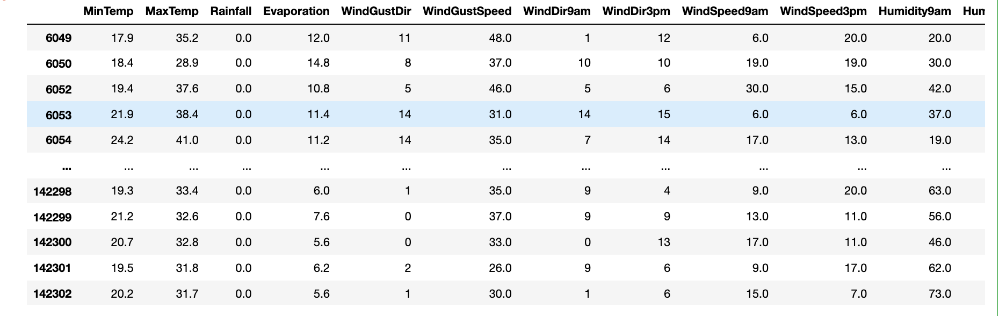 MinTemp MaxTemp Rainfall Evaporation WindGustDir WindGustSpeed WindDir9am WindDir3pm WindSpeed9am WindSpeed3pm Humidity9am Hum
6049 17.9 35.2 0.0 12.0 11 48.0 1 12 6.0 20.0 20.0
6050 18.4 28.9 0.0 14.8 8 37.0 10 10 19.0 19.0 30.0
6052 19.4 37.6 0.0 10.8 5 46.0 5 6 30.0 15.0 42.0
6053 21.9 38.4 0.0 11.4 14 31.0 14 15 6.0 6.0 37.0
6054 24.2 41.0 0.0 11.2 14 35.0 7 14 17.0 13.0 19.0
... ... ... ... ... ... ... ... ... ... ... ...
142298 19.3 33.4 0.0 6.0 1 35.0 9 4 9.0 20.0 63.0
142299 21.2 32.6 0.0 7.6 0 37.0 9 9 13.0 11.0 56.0
142300 20.7 32.8 0.0 5.6 0 33.0 0 13 17.0 11.0 46.0
142301 19.5 31.8 0.0 6.2 2 26.0 9 6 9.0 17.0 62.0
142302 20.2 31.7 0.0 5.6 1 30.0 1 6 15.0 7.0 73.0